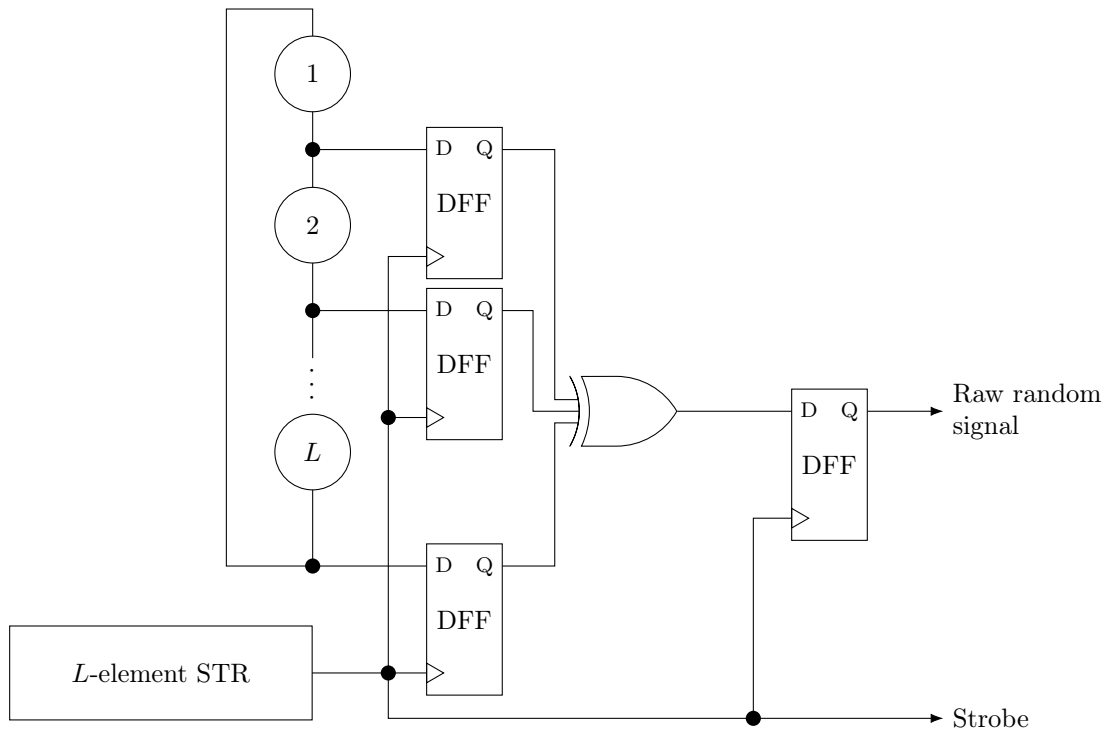 1
D Q
DFF
2
D Q
DFF
L
D Q
DFF
Raw random
signal
D Q
DFF
L-element STR
Strobe